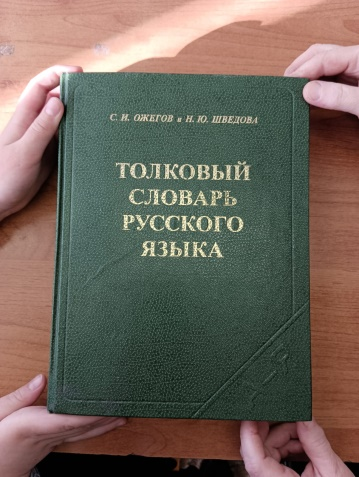 С. И. ОЖЕГОВ и Н. Ю. ШВЕДОВА
ТОЛКОВЫЙ
СЛОВАРЬ
РУССКОГО
ЯЗЫКА
А-Я